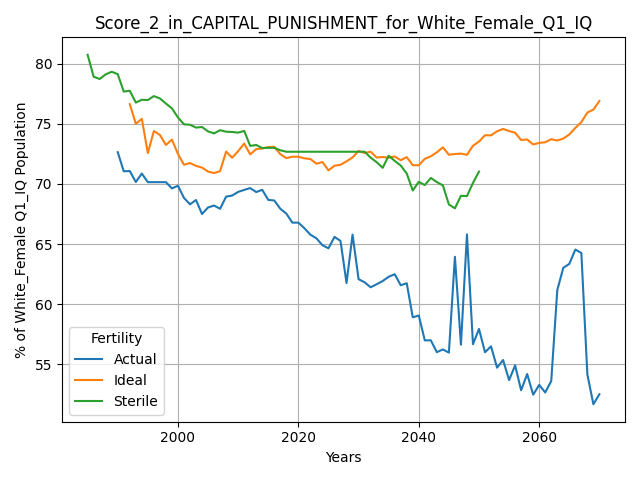 Score_2_in_CAPITAL_PUNISHMENT_for_White_Female_Q1_IQ
% of White_Female Q1_IQ Population
80
75
70
65
60
55
Fertility
Actual
Ideal
Sterile
2000
2020
2040
2060
Years